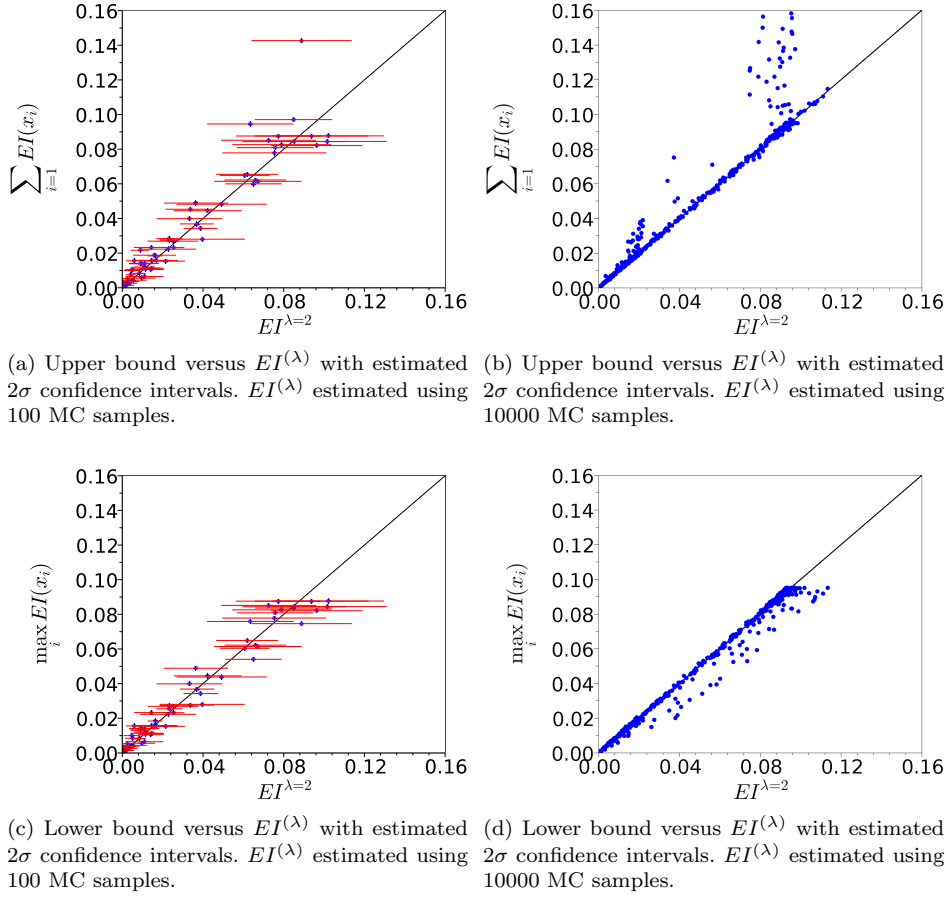 0.16
0.14
0.12
0.10
0.08
0.06
0.04
0.02
0.00
∑ EI(x_i)
i=1
0.00 0.04 0.08 0.12 0.16
EI^{λ=2}
0.16
0.14
0.12
0.10
0.08
0.06
0.04
0.02
0.00
∑ EI(x_i)
i=1
0.00 0.04 0.08 0.12 0.16
EI^{λ=2}
(a) Upper bound versus EI^{(λ)} with estimated
2σ confidence intervals. EI^{(λ)} estimated using
100 MC samples.
(b) Upper bound versus EI^{(λ)} with estimated
2σ confidence intervals. EI^{(λ)} estimated using
10000 MC samples.
0.16
0.14
0.12
0.10
0.08
0.06
0.04
0.02
0.00
max EI(x_i)
i
0.00 0.04 0.08 0.12 0.16
EI^{λ=2}
0.16
0.14
0.12
0.10
0.08
0.06
0.04
0.02
0.00
max EI(x_i)
i
0.00 0.04 0.08 0.12 0.16
EI^{λ=2}
(c) Lower bound versus EI^{(λ)} with estimated
2σ confidence intervals. EI^{(λ)} estimated using
100 MC samples.
(d) Lower bound versus EI^{(λ)} with estimated
2σ confidence intervals. EI^{(λ)} estimated using
10000 MC samples.